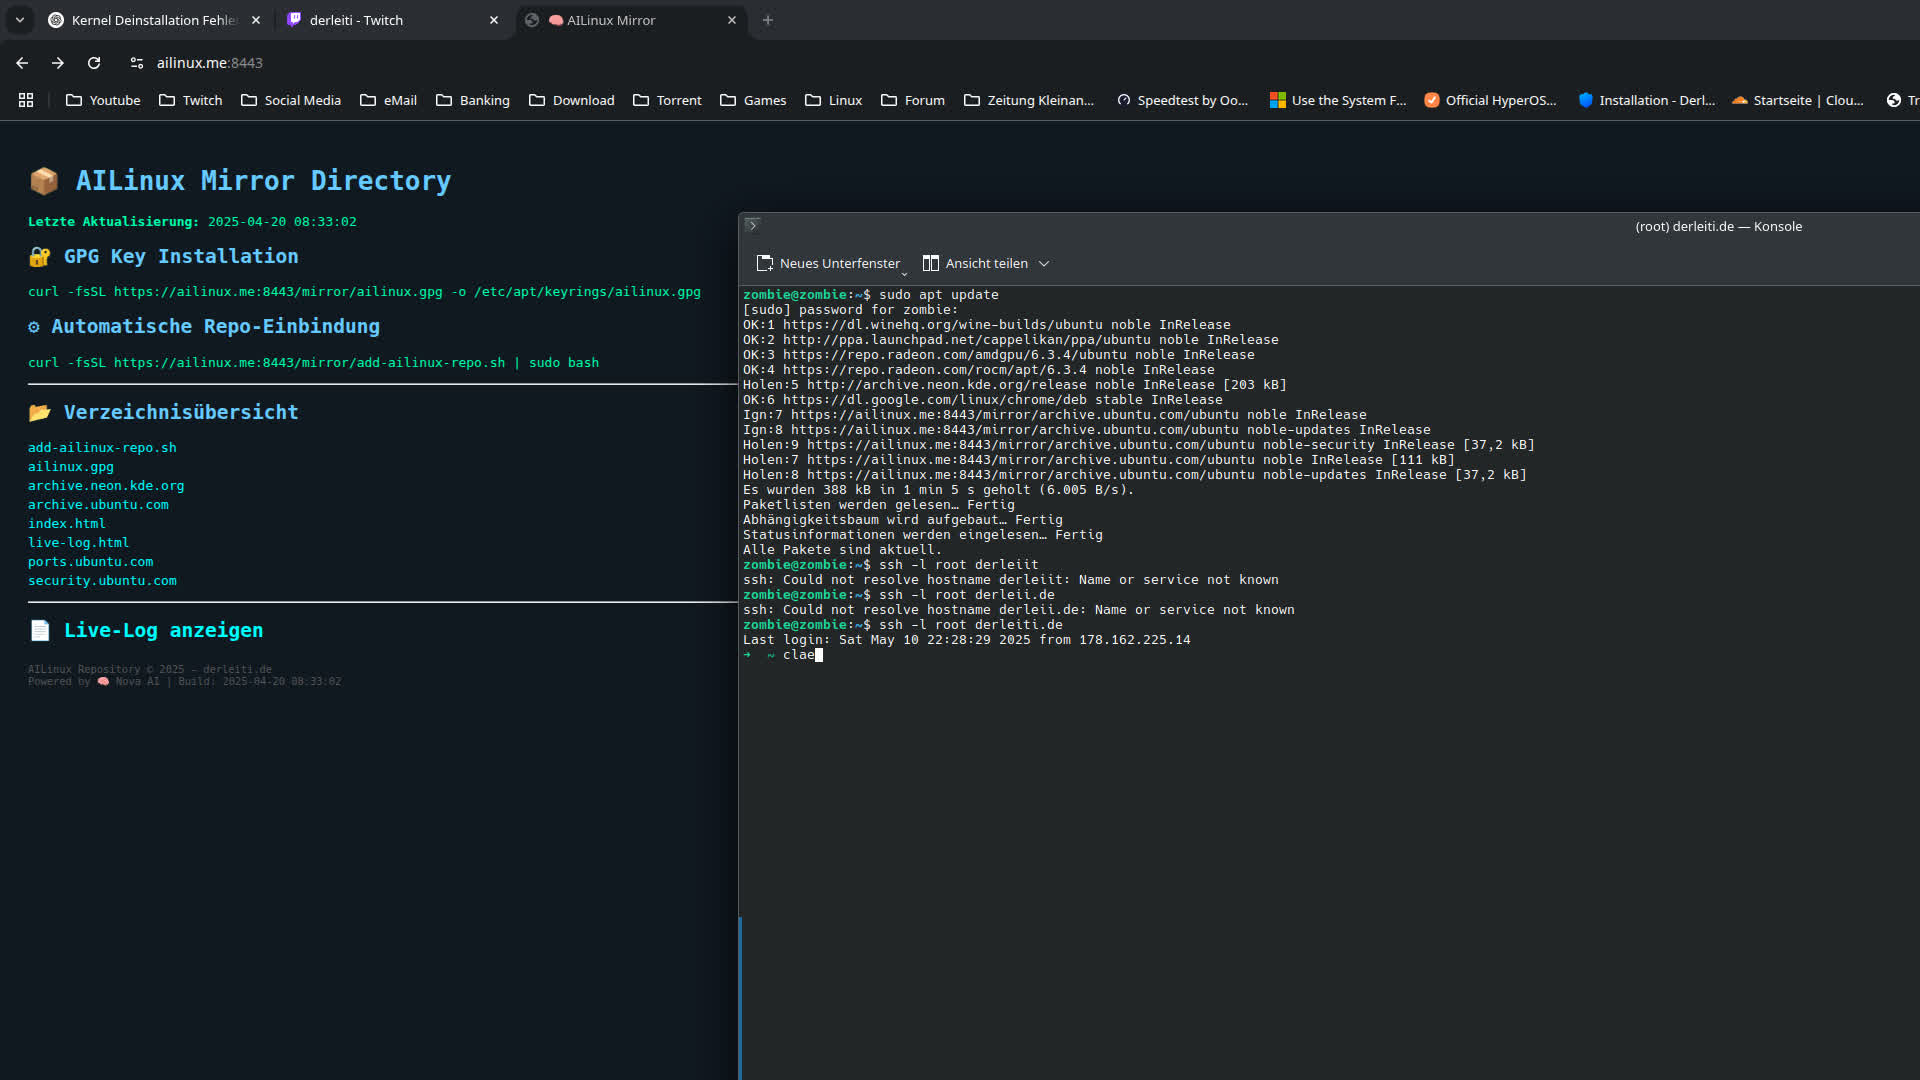 Kernel Deinstallation Fehle
derleiti - Twitch
AILinux Mirror
ailinux.me:8443
Youtube
Twitch
Social Media
eMail
Banking
Download
Torrent
Games
Linux
Forum
Zeitung Kleinan...
Speedtest by Oo...
Use the System F...
Official HyperOS...
Installation - Derl...
Startseite | Clou...
Tr
AILinux Mirror Directory
Letzte Aktualisierung: 2025-04-20 08:33:02
GPG Key Installation
curl -fsSL https://ailinux.me:8443/mirror/ailinux.gpg -o /etc/apt/keyrings/ailinux.gpg
Automatische Repo-Einbindung
curl -fsSL https://ailinux.me:8443/mirror/add-ailinux-repo.sh | sudo bash
Verzeichnisübersicht
add-ailinux-repo.sh
ailinux.gpg
archive.neon.kde.org
archive.ubuntu.com
index.html
live-log.html
ports.ubuntu.com
security.ubuntu.com
Live-Log anzeigen
AILinux Repository © 2025 – derleiti.de
Powered by 🧠 Nova AI | Build: 2025-04-20 08:33:02
(root) derleiti.de — Konsole
Neues Unterfenster
Ansicht teilen
zombie@zombie:~$ sudo apt update
[sudo] password for zombie:
OK:1 https://dl.winehq.org/wine-builds/ubuntu noble InRelease
OK:2 http://ppa.launchpad.net/cappelikan/ppa/ubuntu noble InRelease
OK:3 https://repo.radeon.com/amdgpu/6.3.4/ubuntu noble InRelease
OK:4 https://repo.radeon.com/rocm/apt/6.3.4 noble InRelease
Holen:5 http://archive.neon.kde.org/release noble InRelease [203 kB]
OK:6 https://dl.google.com/linux/chrome/deb stable InRelease
Ign:7 https://ailinux.me:8443/mirror/archive.ubuntu.com/ubuntu noble InRelease
Ign:8 https://ailinux.me:8443/mirror/archive.ubuntu.com/ubuntu noble-updates InRelease
Holen:9 https://ailinux.me:8443/mirror/archive.ubuntu.com/ubuntu noble-security InRelease [37,2 kB]
Holen:7 https://ailinux.me:8443/mirror/archive.ubuntu.com/ubuntu noble InRelease [111 kB]
Holen:8 https://ailinux.me:8443/mirror/archive.ubuntu.com/ubuntu noble-updates InRelease [37,2 kB]
Es wurden 388 kB in 1 min 5 s geholt (6.005 B/s).
Paketlisten werden gelesen… Fertig
Abhängigkeitsbaum wird aufgebaut… Fertig
Statusinformationen werden eingelesen… Fertig
Alle Pakete sind aktuell.
zombie@zombie:~$ ssh -l root derleiit
ssh: Could not resolve hostname derleiit: Name or service not known
zombie@zombie:~$ ssh -l root derleii.de
ssh: Could not resolve hostname derleii.de: Name or service not known
zombie@zombie:~$ ssh -l root derleiti.de
Last login: Sat May 10 22:28:29 2025 from 178.162.225.14
➜ ~ clae